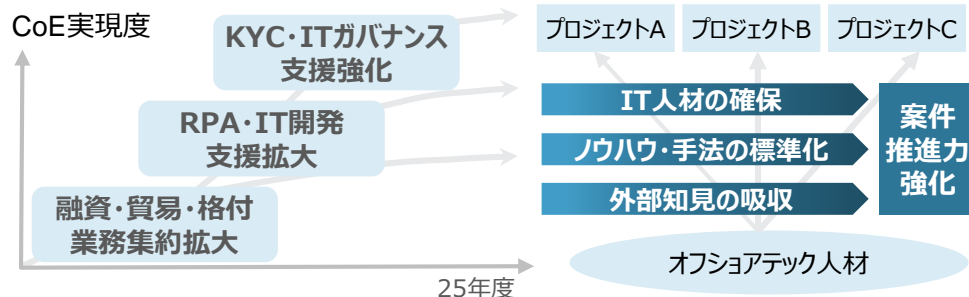 CoE実現度
KYC・ITガバナンス
支援強化
RPA・IT開発
支援拡大
融資・貿易・格付
業務集約拡大
25年度
プロジェクトA
プロジェクトB
プロジェクトC
IT人材の確保
ノウハウ・手法の標準化
外部知見の吸収
案件
推進力
強化
オフショアテック人材